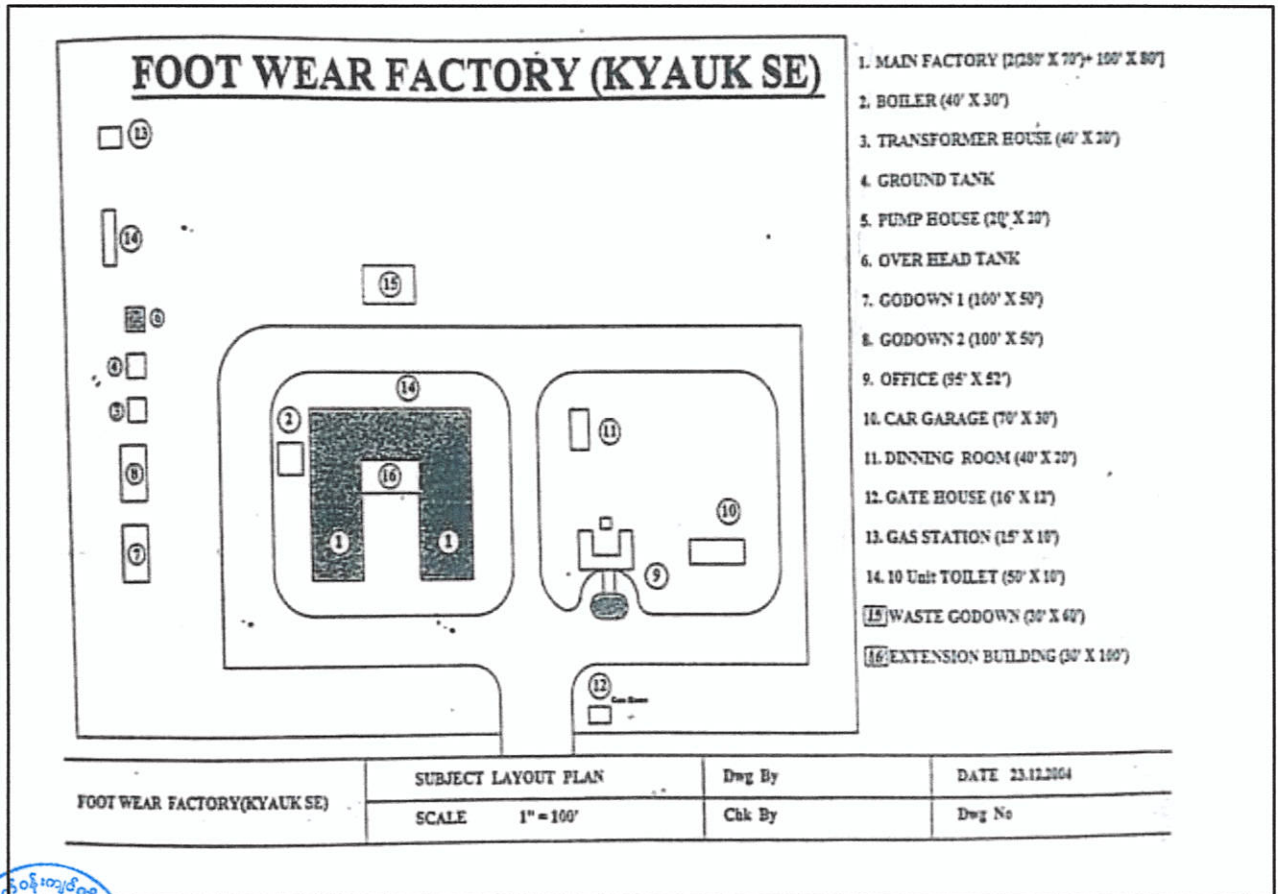 FOOT WEAR FACTORY (KYAUK SE)
13
14
15
6
4
3
14
2
11
8
16
10
7
1
1
9
12
1. MAIN FACTORY [2(280' X 70')+ 100' X 80']
2. BOILER (40' X 30')
3. TRANSFORMER HOUSE (40' X 20')
4. GROUND TANK
5. PUMP HOUSE (20' X 20')
6. OVER HEAD TANK
7. GODOWN 1 (100' X 50')
8. GODOWN 2 (100' X 50')
9. OFFICE (95' X 52')
10. CAR GARAGE (70' X 30')
11. DINNING ROOM (40' X 20')
12. GATE HOUSE (16' X 12')
13. GAS STATION (15' X 10')
14. 10 Unit TOILET (50' X 10')
15 WASTE GODOWN (30' X 60')
16 EXTENSION BUILDING (30' X 100')
FOOT WEAR FACTORY(KYAUK SE)
SUBJECT LAYOUT PLAN
SCALE 1" = 100'
Dwg By
Chk By
DATE 23.12.2004
Dwg No